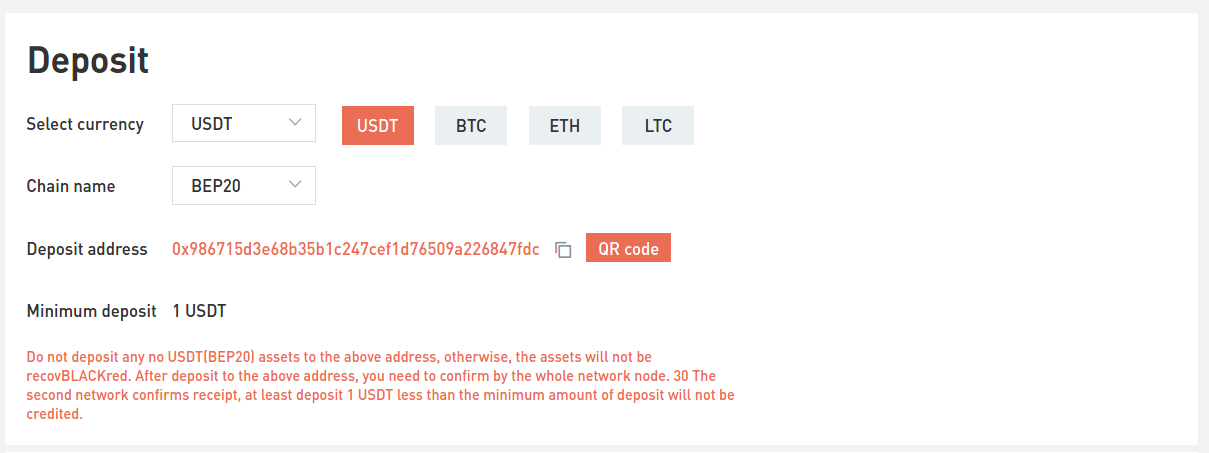 Deposit
Select currency USDT USDT BTC ETH LTC
Chain name BEP20
Deposit address 0x986715d3e68b35b1c247cef1d76509a226847fdc QR code
Minimum deposit 1 USDT
Do not deposit any no USDT(BEP20) assets to the above address, otherwise, the assets will not be
recovBLACKred. After deposit to the above address, you need to confirm by the whole network node. 30 The
second network confirms receipt, at least deposit 1 USDT less than the minimum amount of deposit will not be
credited.